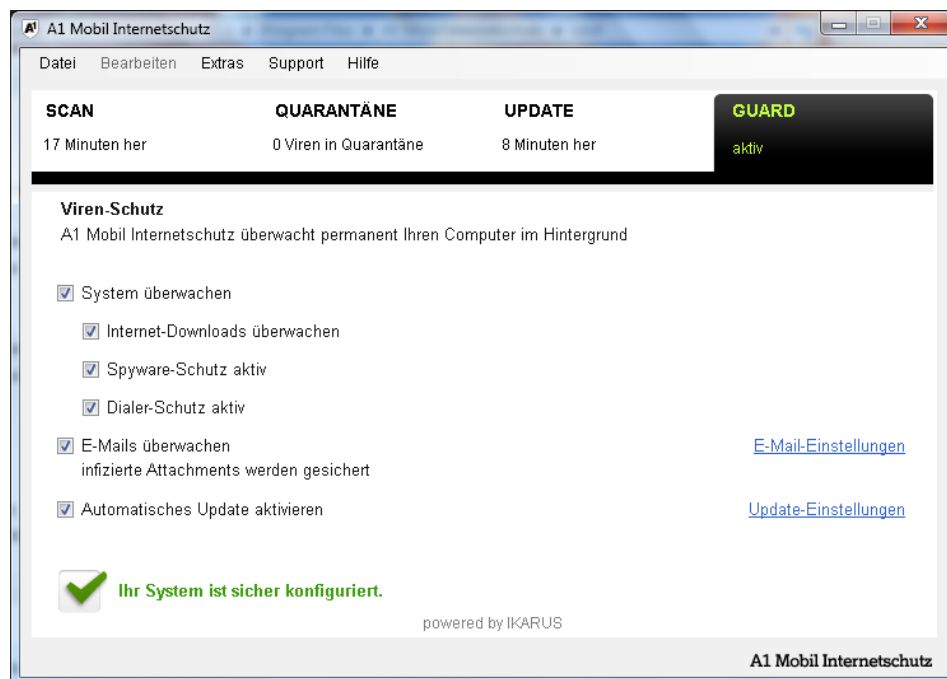 A1 A1 Mobil Internetschutz
Datei Bearbeiten Extras Support Hilfe
SCAN QUARANTÄNE UPDATE GUARD
17 Minuten her 0 Viren in Quarantäne 8 Minuten her aktiv
Viren-Schutz
A1 Mobil Internetschutz überwacht permanent Ihren Computer im Hintergrund
System überwachen
Internet-Downloads überwachen
Spyware-Schutz aktiv
Dialer-Schutz aktiv
E-Mails überwachen E-Mail-Einstellungen
infizierte Attachments werden gesichert
Automatisches Update aktivieren Update-Einstellungen
Ihr System ist sicher konfiguriert.
powered by IKARUS
A1 Mobil Internetschutz